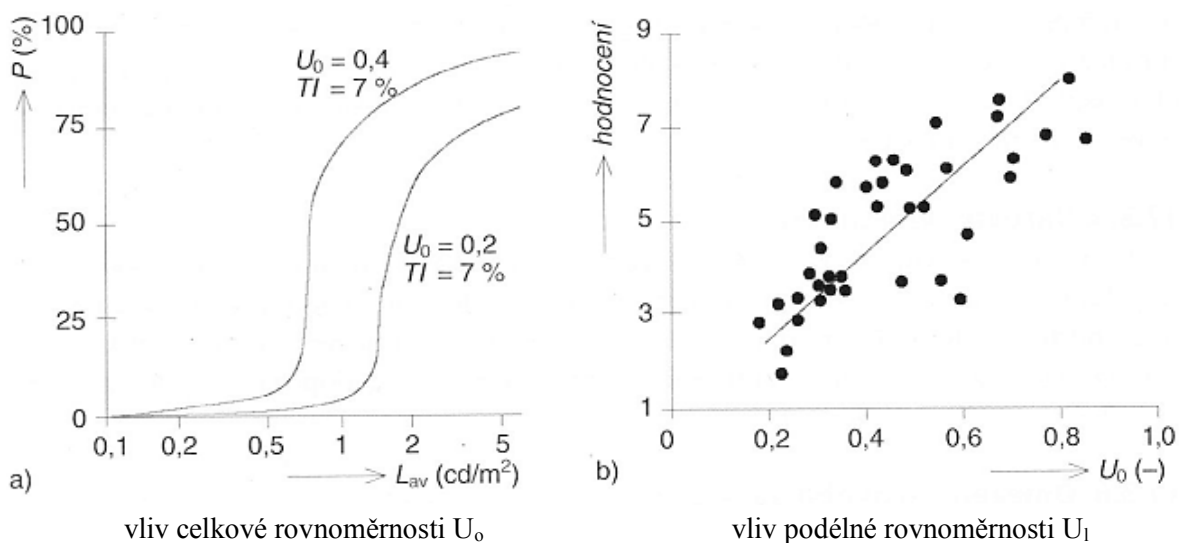 100
75
50
25
0
P (%)
U₀ = 0,4
TI = 7 %
U₀ = 0,2
TI = 7 %
0,1 0,2 0,5 1 2 5
L_av (cd/m²)
a)
vliv celkové rovnoměrnosti Uₒ
9
7
5
3
1
hodnocení
0 0,2 0,4 0,6 0,8 1,0
U₀ (–)
b)
vliv podélné rovnoměrnosti Uₗ